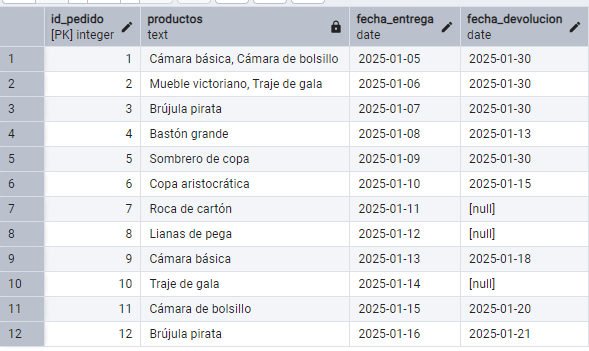 id_pedido productos fecha_entrega fecha_devolucion
[PK] integer text date date
1 1 Cámara básica, Cámara de bolsillo 2025-01-05 2025-01-30
2 2 Mueble victoriano, Traje de gala 2025-01-06 2025-01-30
3 3 Brújula pirata 2025-01-07 2025-01-30
4 4 Bastón grande 2025-01-08 2025-01-13
5 5 Sombrero de copa 2025-01-09 2025-01-30
6 6 Copa aristocrática 2025-01-10 2025-01-15
7 7 Roca de cartón 2025-01-11 [null]
8 8 Lianas de pega 2025-01-12 [null]
9 9 Cámara básica 2025-01-13 2025-01-18
10 10 Traje de gala 2025-01-14 [null]
11 11 Cámara de bolsillo 2025-01-15 2025-01-20
12 12 Brújula pirata 2025-01-16 2025-01-21